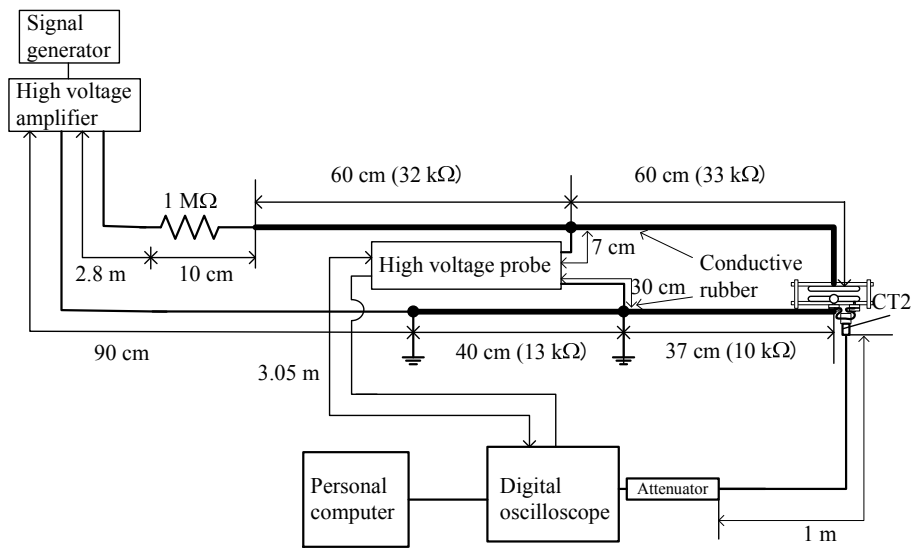 Signal
generator
High voltage
amplifier
60 cm (32 kΩ)
60 cm (33 kΩ)
1 MΩ
2.8 m
10 cm
High voltage probe
7 cm
30 cm
Conductive
rubber
CT2
90 cm
40 cm (13 kΩ)
37 cm (10 kΩ)
3.05 m
Personal
computer
Digital
oscilloscope
Attenuator
1 m